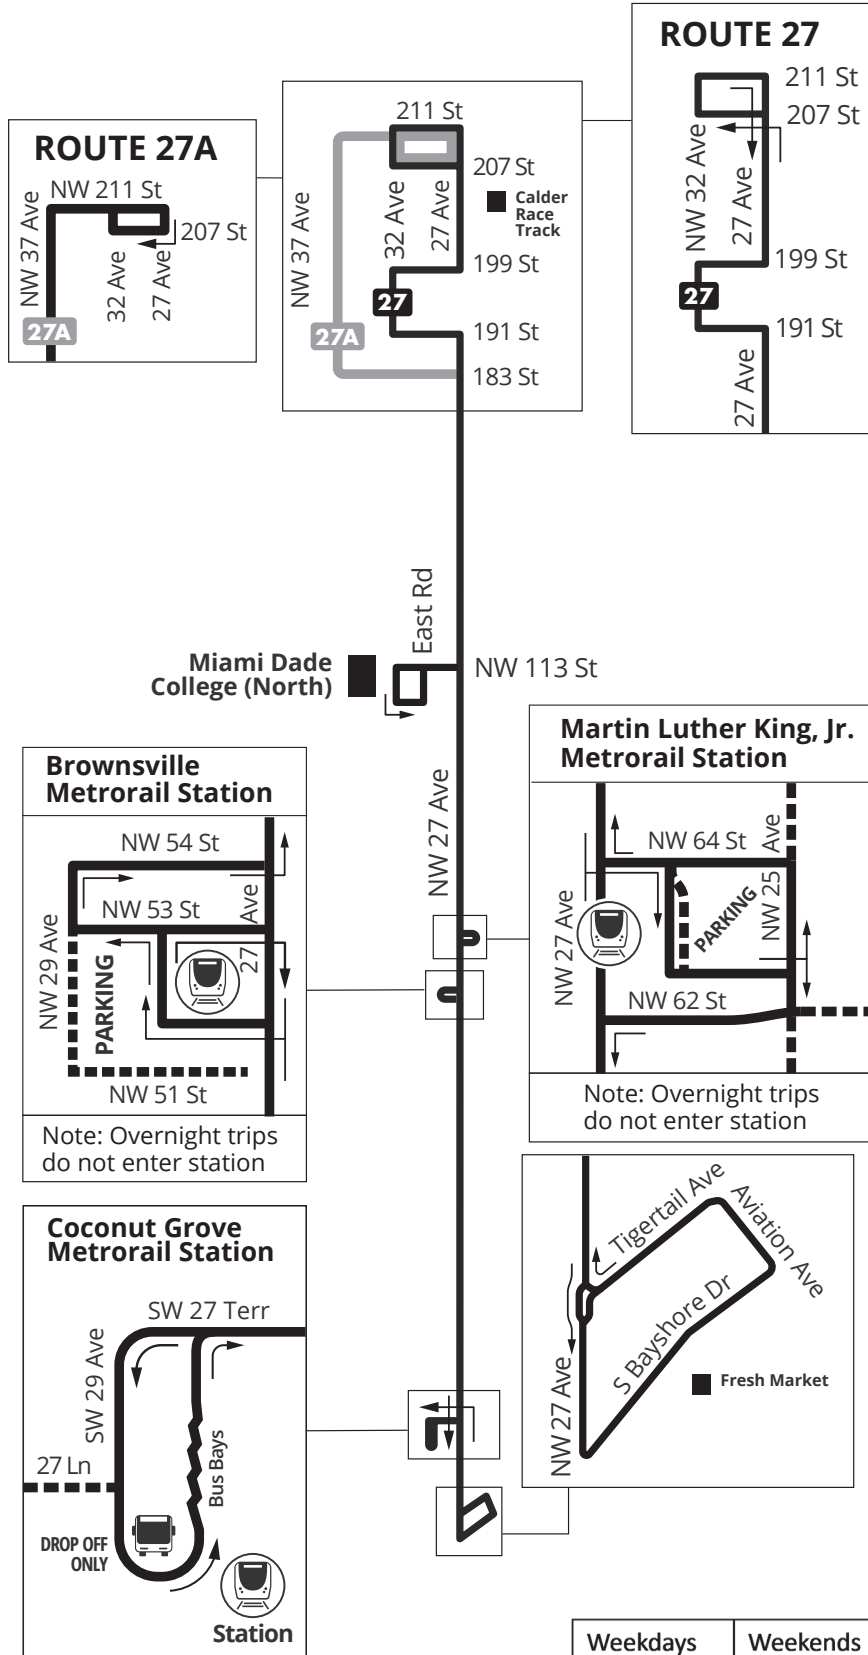 ROUTE 27
211 St
207 St
NW 32 Ave
27 Ave
199 St
27
191 St
27 Ave
211 St
207 St
NW 37 Ave
32 Ave
27 Ave
Calder
Race
Track
199 St
27
191 St
27A
183 St
ROUTE 27A
NW 211 St
NW 37 Ave
207 St
32 Ave
27 Ave
27A
East Rd
Miami Dade
College (North)
NW 113 St
NW 27 Ave
Martin Luther King, Jr.
Metrorail Station
NW 64 St
NW 25 Ave
PARKING
NW 27 Ave
NW 62 St
Note: Overnight trips
do not enter station
Brownsville
Metrorail Station
NW 54 St
27 Ave
NW 53 St
NW 29 Ave
PARKING
NW 51 St
Note: Overnight trips
do not enter station
Tigertail Ave
Aviation Ave
S Bayshore Dr
Fresh Market
NW 27 Ave
Coconut Grove
Metrorail Station
SW 27 Terr
SW 29 Ave
27 Ln
Bus Bays
DROP OFF
ONLY
Station
Weekdays
Weekends